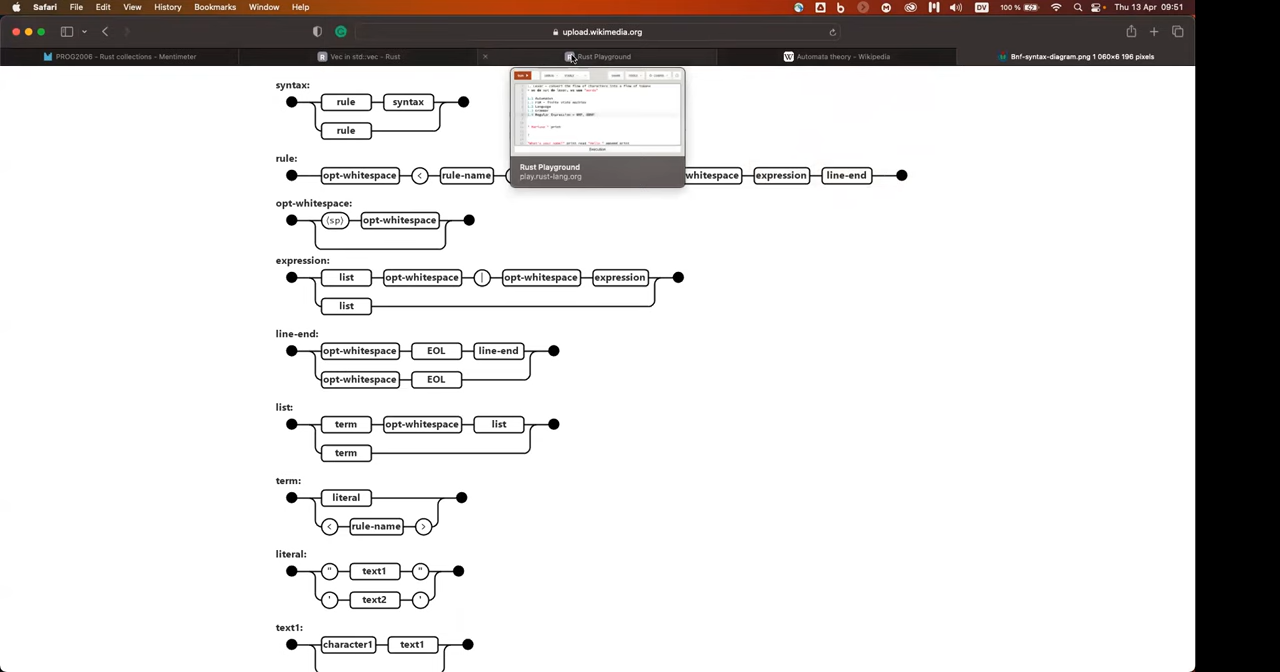 Safari File Edit View History Bookmarks Window Help DV 100 % Thu 13 Apr 09:51
upload.wikimedia.org
PROG2006 - Rust collections - Mentimeter Vec in std::vec - Rust Rust Playground Automata theory – Wikipedia Bnf-syntax-diagram.png 1 060×6 196 pixels
syntax:
rule syntax
rule
Rust Playground
play.rust-lang.org
rule:
opt-whitespace < rule-name whitespace expression line-end
opt-whitespace:
⟨sp⟩ opt-whitespace
expression:
list opt-whitespace | opt-whitespace expression
list
line-end:
opt-whitespace EOL line-end
opt-whitespace EOL
list:
term opt-whitespace list
term
term:
literal
< rule-name >
literal:
" text1 "
' text2 '
text1:
character1 text1